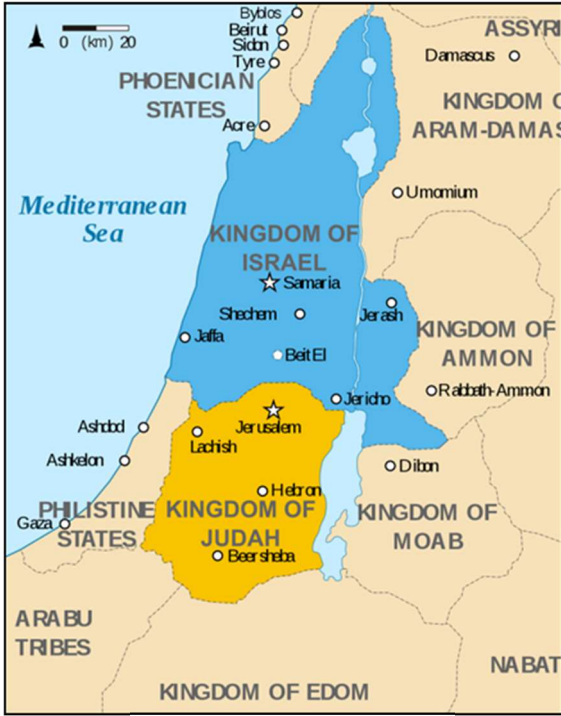 Byblos
Beirut
Sidon
Tyre
0 (km) 20
ASSYRI
Damascus
PHOENICIAN
STATES
KINGDOM O
ARAM-DAMAS
Acre
Umomium
Mediterranean
Sea
KINGDOM OF
ISRAEL
Samaria
Shechem
Jerash
Jaffa
KINGDOM OF
AMMON
Beit El
Rabbath-Ammon
Jericho
Ashdod
Jerusalem
Lachish
Ashkelon
Dibon
Hebron
Gaza
PHILISTINE
STATES
KINGDOM OF
JUDAH
KINGDOM OF
MOAB
Beersheba
ARABU
TRIBES
NABAT
KINGDOM OF EDOM